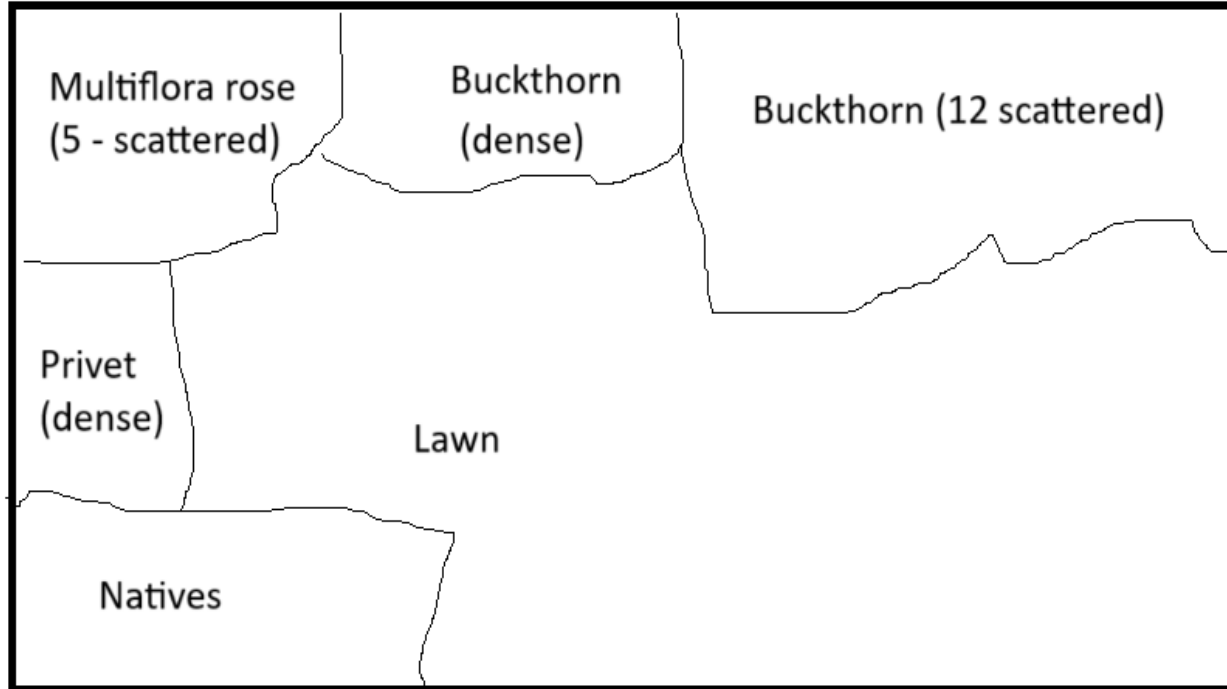 Multiflora rose
(5 - scattered)
Buckthorn
(dense)
Buckthorn (12 scattered)
Privet
(dense)
Lawn
Natives